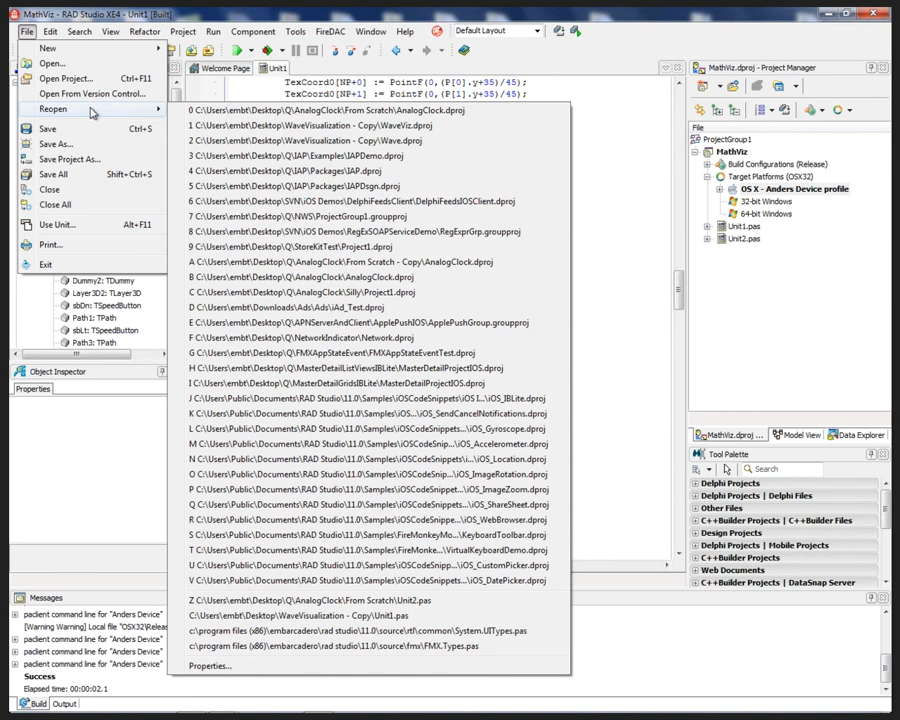 MathViz - RAD Studio XE4 - Unit1 [Built]
File Edit Search View Refactor Project Run Component Tools FireDAC Window Help Default Layout
Welcome Page Unit1
TexCoord0[NP+0] := PointF(0,(P[0].y+35)/45);
TexCoord0[NP+1] := PointF(0,(P[1].y+35)/45);
New
Open...
Open Project... Ctrl+F11
Open From Version Control...
Reopen
Save Ctrl+S
Save As...
Save Project As...
Save All Shift+Ctrl+S
Close
Close All
Use Unit... Alt+F11
Print...
Exit
0 C:\Users\embt\Desktop\Q\AnalogClock\From Scratch\AnalogClock.dproj
1 C:\Users\embt\Desktop\WaveVisualization - Copy\WaveViz.dproj
2 C:\Users\embt\Desktop\WaveVisualization - Copy\Wave.dproj
3 C:\Users\embt\Desktop\Q\IAP\Examples\IAPDemo.dproj
4 C:\Users\embt\Desktop\Q\IAP\Packages\IAP.dproj
5 C:\Users\embt\Desktop\Q\IAP\Packages\IAPDsgn.dproj
6 C:\Users\embt\Desktop\SVN\iOS Demos\DelphiFeedsClient\DelphiFeedsIOSClient.dproj
7 C:\Users\embt\Desktop\Q\NWS\ProjectGroup1.groupproj
8 C:\Users\embt\Desktop\SVN\iOS Demos\RegExSOAPServiceDemo\RegExprGrp.groupproj
9 C:\Users\embt\Desktop\Q\StoreKitTest\Project1.dproj
A C:\Users\embt\Desktop\Q\AnalogClock\From Scratch - Copy\AnalogClock.dproj
B C:\Users\embt\Desktop\Q\AnalogClock\AnalogClock.dproj
C C:\Users\embt\Desktop\Q\AnalogClock\Silly\Project1.dproj
D C:\Users\embt\Downloads\Ads\Ads\iAd_Test.dproj
E C:\Users\embt\Desktop\Q\APNServerAndClient\ApplePushIOS\ApplePushGroup.groupproj
F C:\Users\embt\Desktop\Q\NetworkIndicator\Network.dproj
G C:\Users\embt\Desktop\Q\FMXAppStateEvent\FMXAppStateEventTest.dproj
H C:\Users\embt\Desktop\Q\MasterDetailListViewsIBLite\MasterDetailProjectIOS.dproj
I C:\Users\embt\Desktop\Q\MasterDetailGridsIBLite\MasterDetailProjectIOS.dproj
J C:\Users\Public\Documents\RAD Studio\11.0\Samples\iOSCodeSnippets\iOS I...\iOS_IBLite.dproj
K C:\Users\Public\Documents\RAD Studio\11.0\Samples\iOS...\iOS_SendCancelNotifications.dproj
L C:\Users\Public\Documents\RAD Studio\11.0\Samples\iOSCodeSnippets...\iOS_Gyroscope.dproj
M C:\Users\Public\Documents\RAD Studio\11.0\Samples\iOSCodeSnip...\iOS_Accelerometer.dproj
N C:\Users\Public\Documents\RAD Studio\11.0\Samples\iOSCodeSnippets\i...\iOS_Location.dproj
O C:\Users\Public\Documents\RAD Studio\11.0\Samples\iOSCodeSnip...\iOS_ImageRotation.dproj
P C:\Users\Public\Documents\RAD Studio\11.0\Samples\iOSCodeSnippet...\iOS_ImageZoom.dproj
Q C:\Users\Public\Documents\RAD Studio\11.0\Samples\iOSCodeSnippet...\iOS_ShareSheet.dproj
R C:\Users\Public\Documents\RAD Studio\11.0\Samples\iOSCodeSnippe...\iOS_WebBrowser.dproj
S C:\Users\Public\Documents\RAD Studio\11.0\Samples\FireMonkeyMo...\KeyboardToolbar.dproj
T C:\Users\Public\Documents\RAD Studio\11.0\Samples\FireMonke...\VirtualKeyboardDemo.dproj
U C:\Users\Public\Documents\RAD Studio\11.0\Samples\iOSCodeSnippe...\iOS_CustomPicker.dproj
V C:\Users\Public\Documents\RAD Studio\11.0\Samples\iOSCodeSnippets...\iOS_DatePicker.dproj
Z C:\Users\embt\Desktop\Q\AnalogClock\From Scratch\Unit2.pas
C:\Users\embt\Desktop\WaveVisualization - Copy\Unit1.pas
c:\program files (x86)\embarcadero\rad studio\11.0\source\rtl\common\System.UITypes.pas
c:\program files (x86)\embarcadero\rad studio\11.0\source\fmx\FMX.Types.pas
Properties...
DummyZ: TDummy
Layer3D2: TLayer3D
sbDn: TSpeedButton
Path1: TPath
sbLt: TSpeedButton
Path3: TPath
Object Inspector
Properties
MathViz.dproj - Project Manager
File
ProjectGroup1
MathViz
Build Configurations (Release)
Target Platforms (OSX32)
OS X - Anders Device profile
32-bit Windows
64-bit Windows
Unit1.pas
Unit2.pas
MathViz.dproj ... Model View Data Explorer
Tool Palette
Search
Delphi Projects
Delphi Projects | Delphi Files
Other Files
C++Builder Projects | C++Builder Files
Design Projects
Delphi Projects | Mobile Projects
C++Builder Projects
Web Documents
C++Builder Projects | DataSnap Server
Messages
paclient command line for "Anders Device"
[Warning Warning] Local file "OSX32\Releas
paclient command line for "Anders Device"
paclient command line for "Anders Device"
paclient command line for "Anders Device"
Success
Elapsed time: 00:00:02.1
Build Output